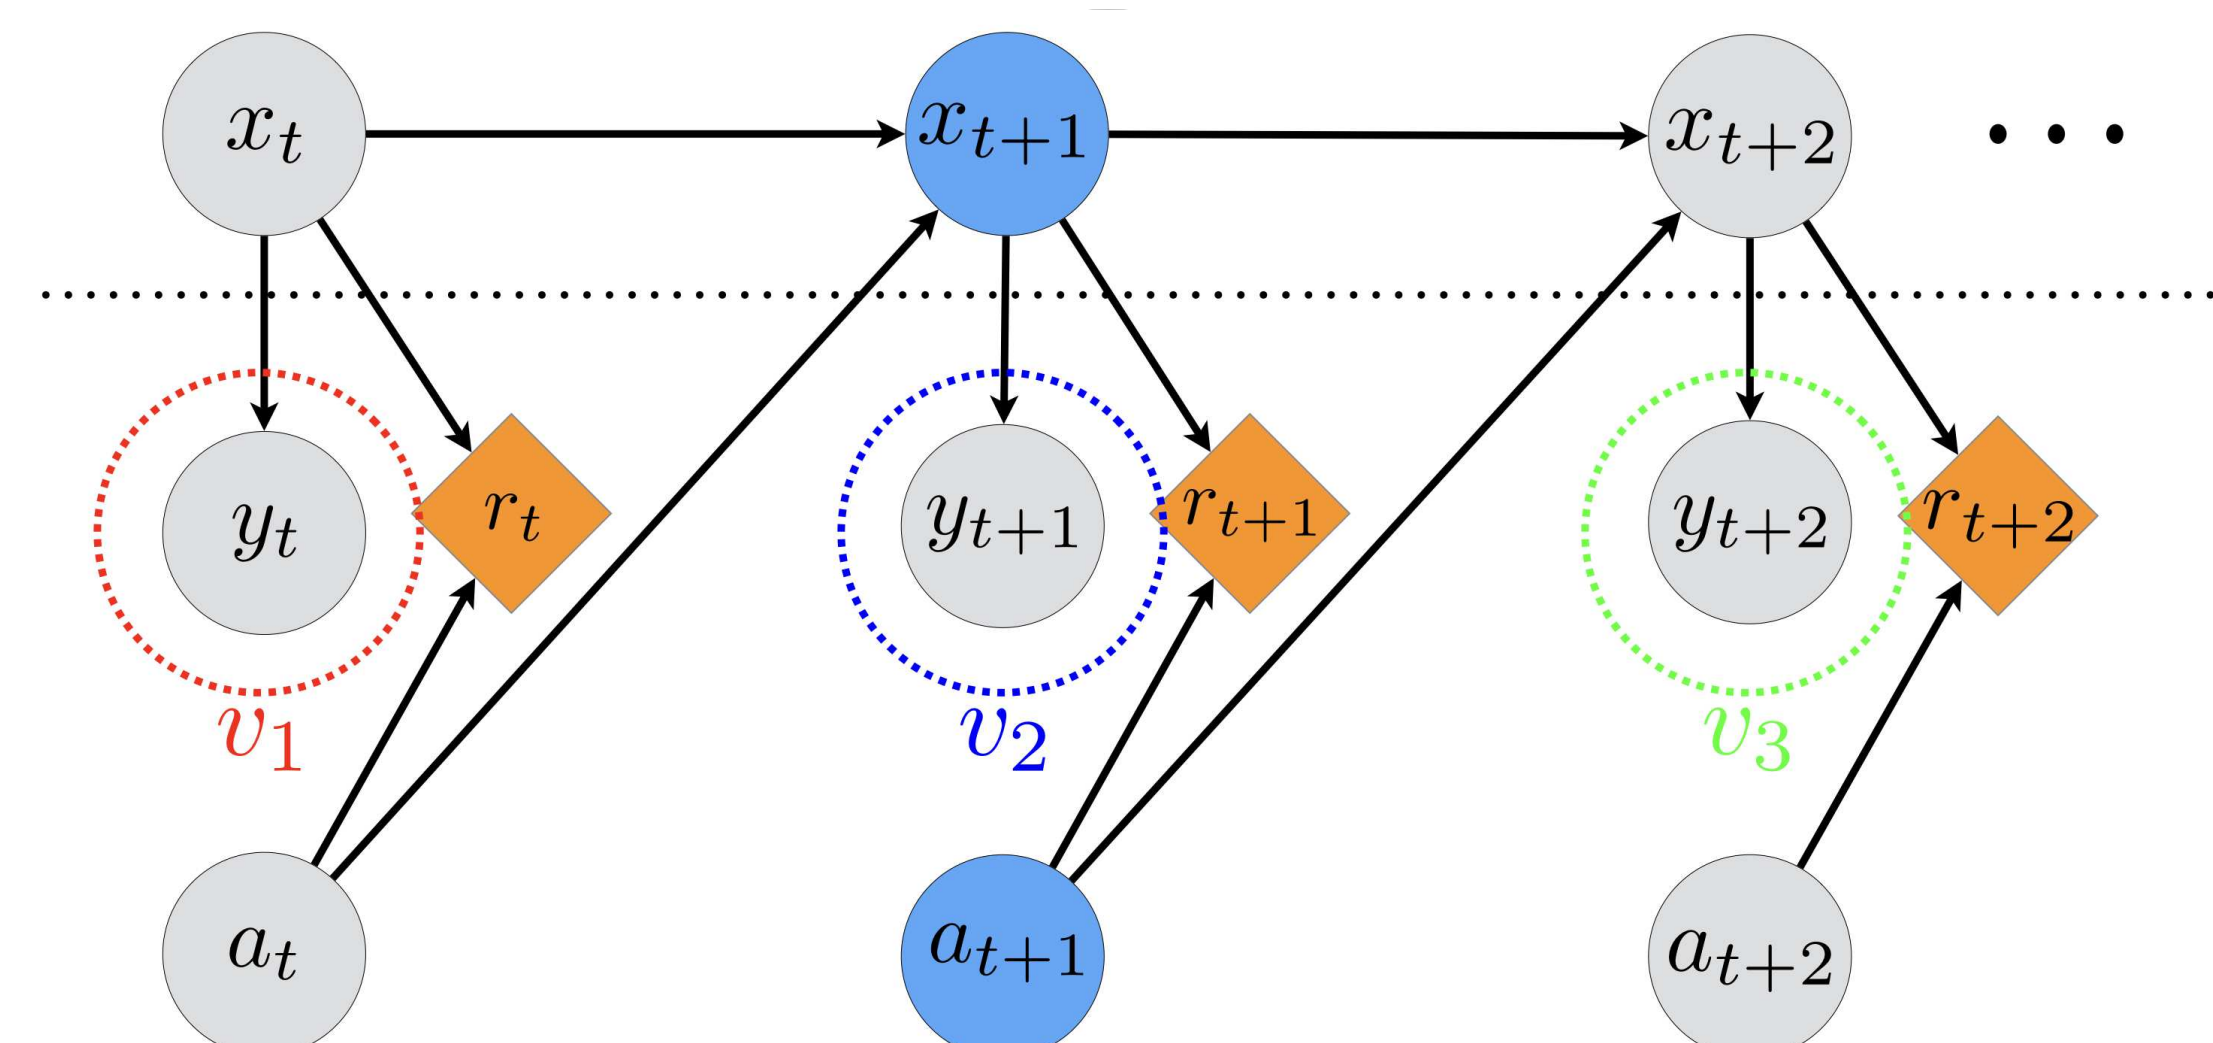 x_t x_{t+1} x_{t+2} ...
y_t r_t y_{t+1} r_{t+1} y_{t+2} r_{t+2}
v_1 v_2 v_3
a_t a_{t+1} a_{t+2}